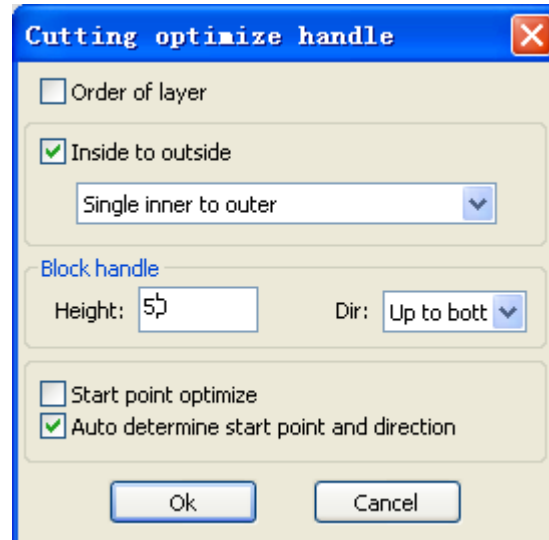 Cutting optimize handle
Order of layer
Inside to outside
Single inner to outer
Block handle
Height: Dir: Up to bott
Start point optimize
Auto determine start point and direction
Ok Cancel